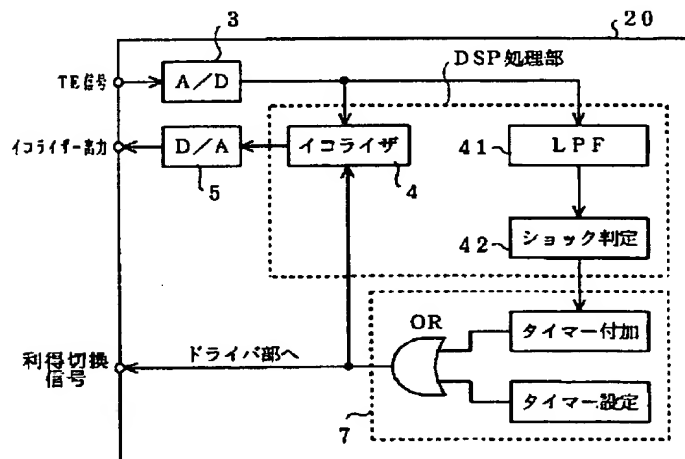 20
3
DSP処理部
TE信号
A/D
イコライザー出力
D/A
イコライザ
41
LPF
5
4
42
ショック判定
OR
タイマー付加
利得切換
信号
ドライバ部へ
タイマー設定
7